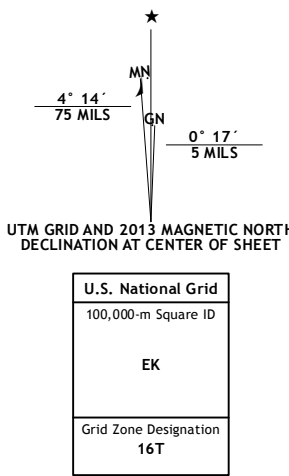 ★
MN
4° 14´
75 MILS
GN
0° 17´
5 MILS
UTM GRID AND 2013 MAGNETIC NORTH
DECLINATION AT CENTER OF SHEET
U.S. National Grid
100,000-m Square ID
EK
Grid Zone Designation
16T